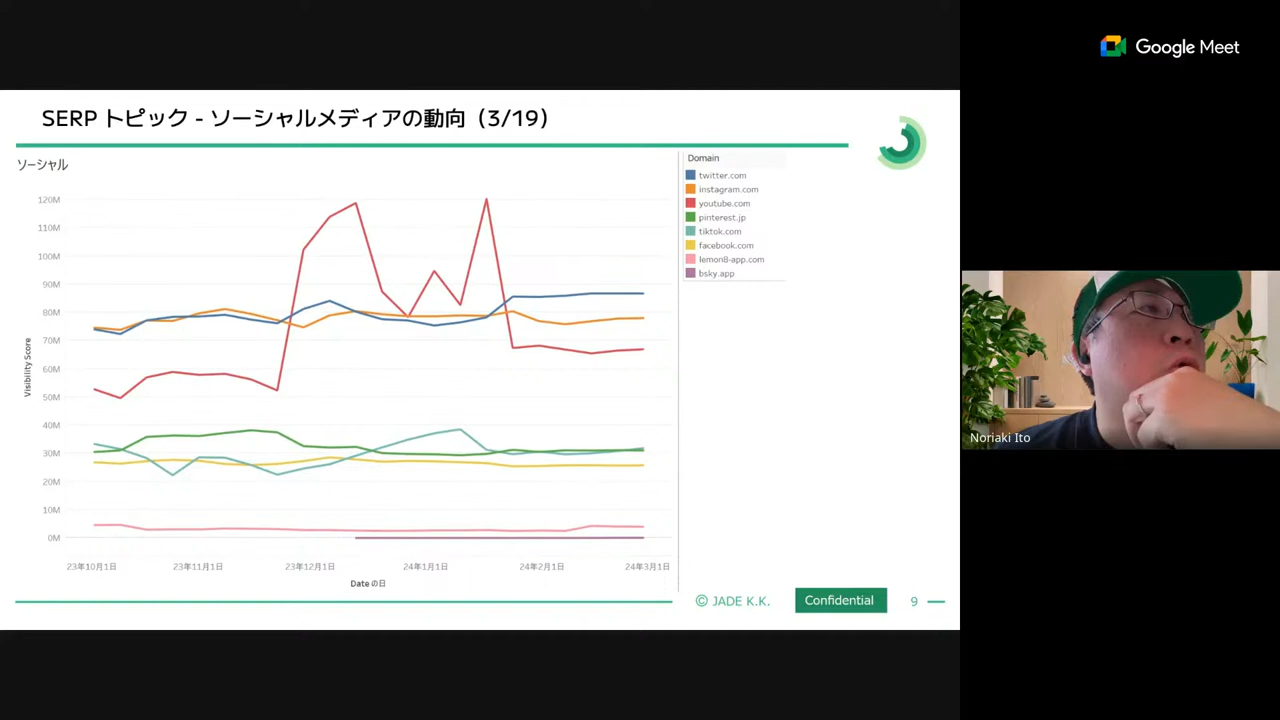 Google Meet
SERP トピック - ソーシャルメディアの動向（3/19）
ソーシャル
Domain
twitter.com
instagram.com
youtube.com
pinterest.jp
tiktok.com
facebook.com
lemon8-app.com
bsky.app
Visibility Score
120M
110M
100M
90M
80M
70M
60M
50M
40M
30M
20M
10M
0M
23年10月1日
23年11月1日
23年12月1日
24年1月1日
24年2月1日
24年3月1日
Date の日
Ⓒ JADE K.K.
Confidential
9
Noriaki Ito